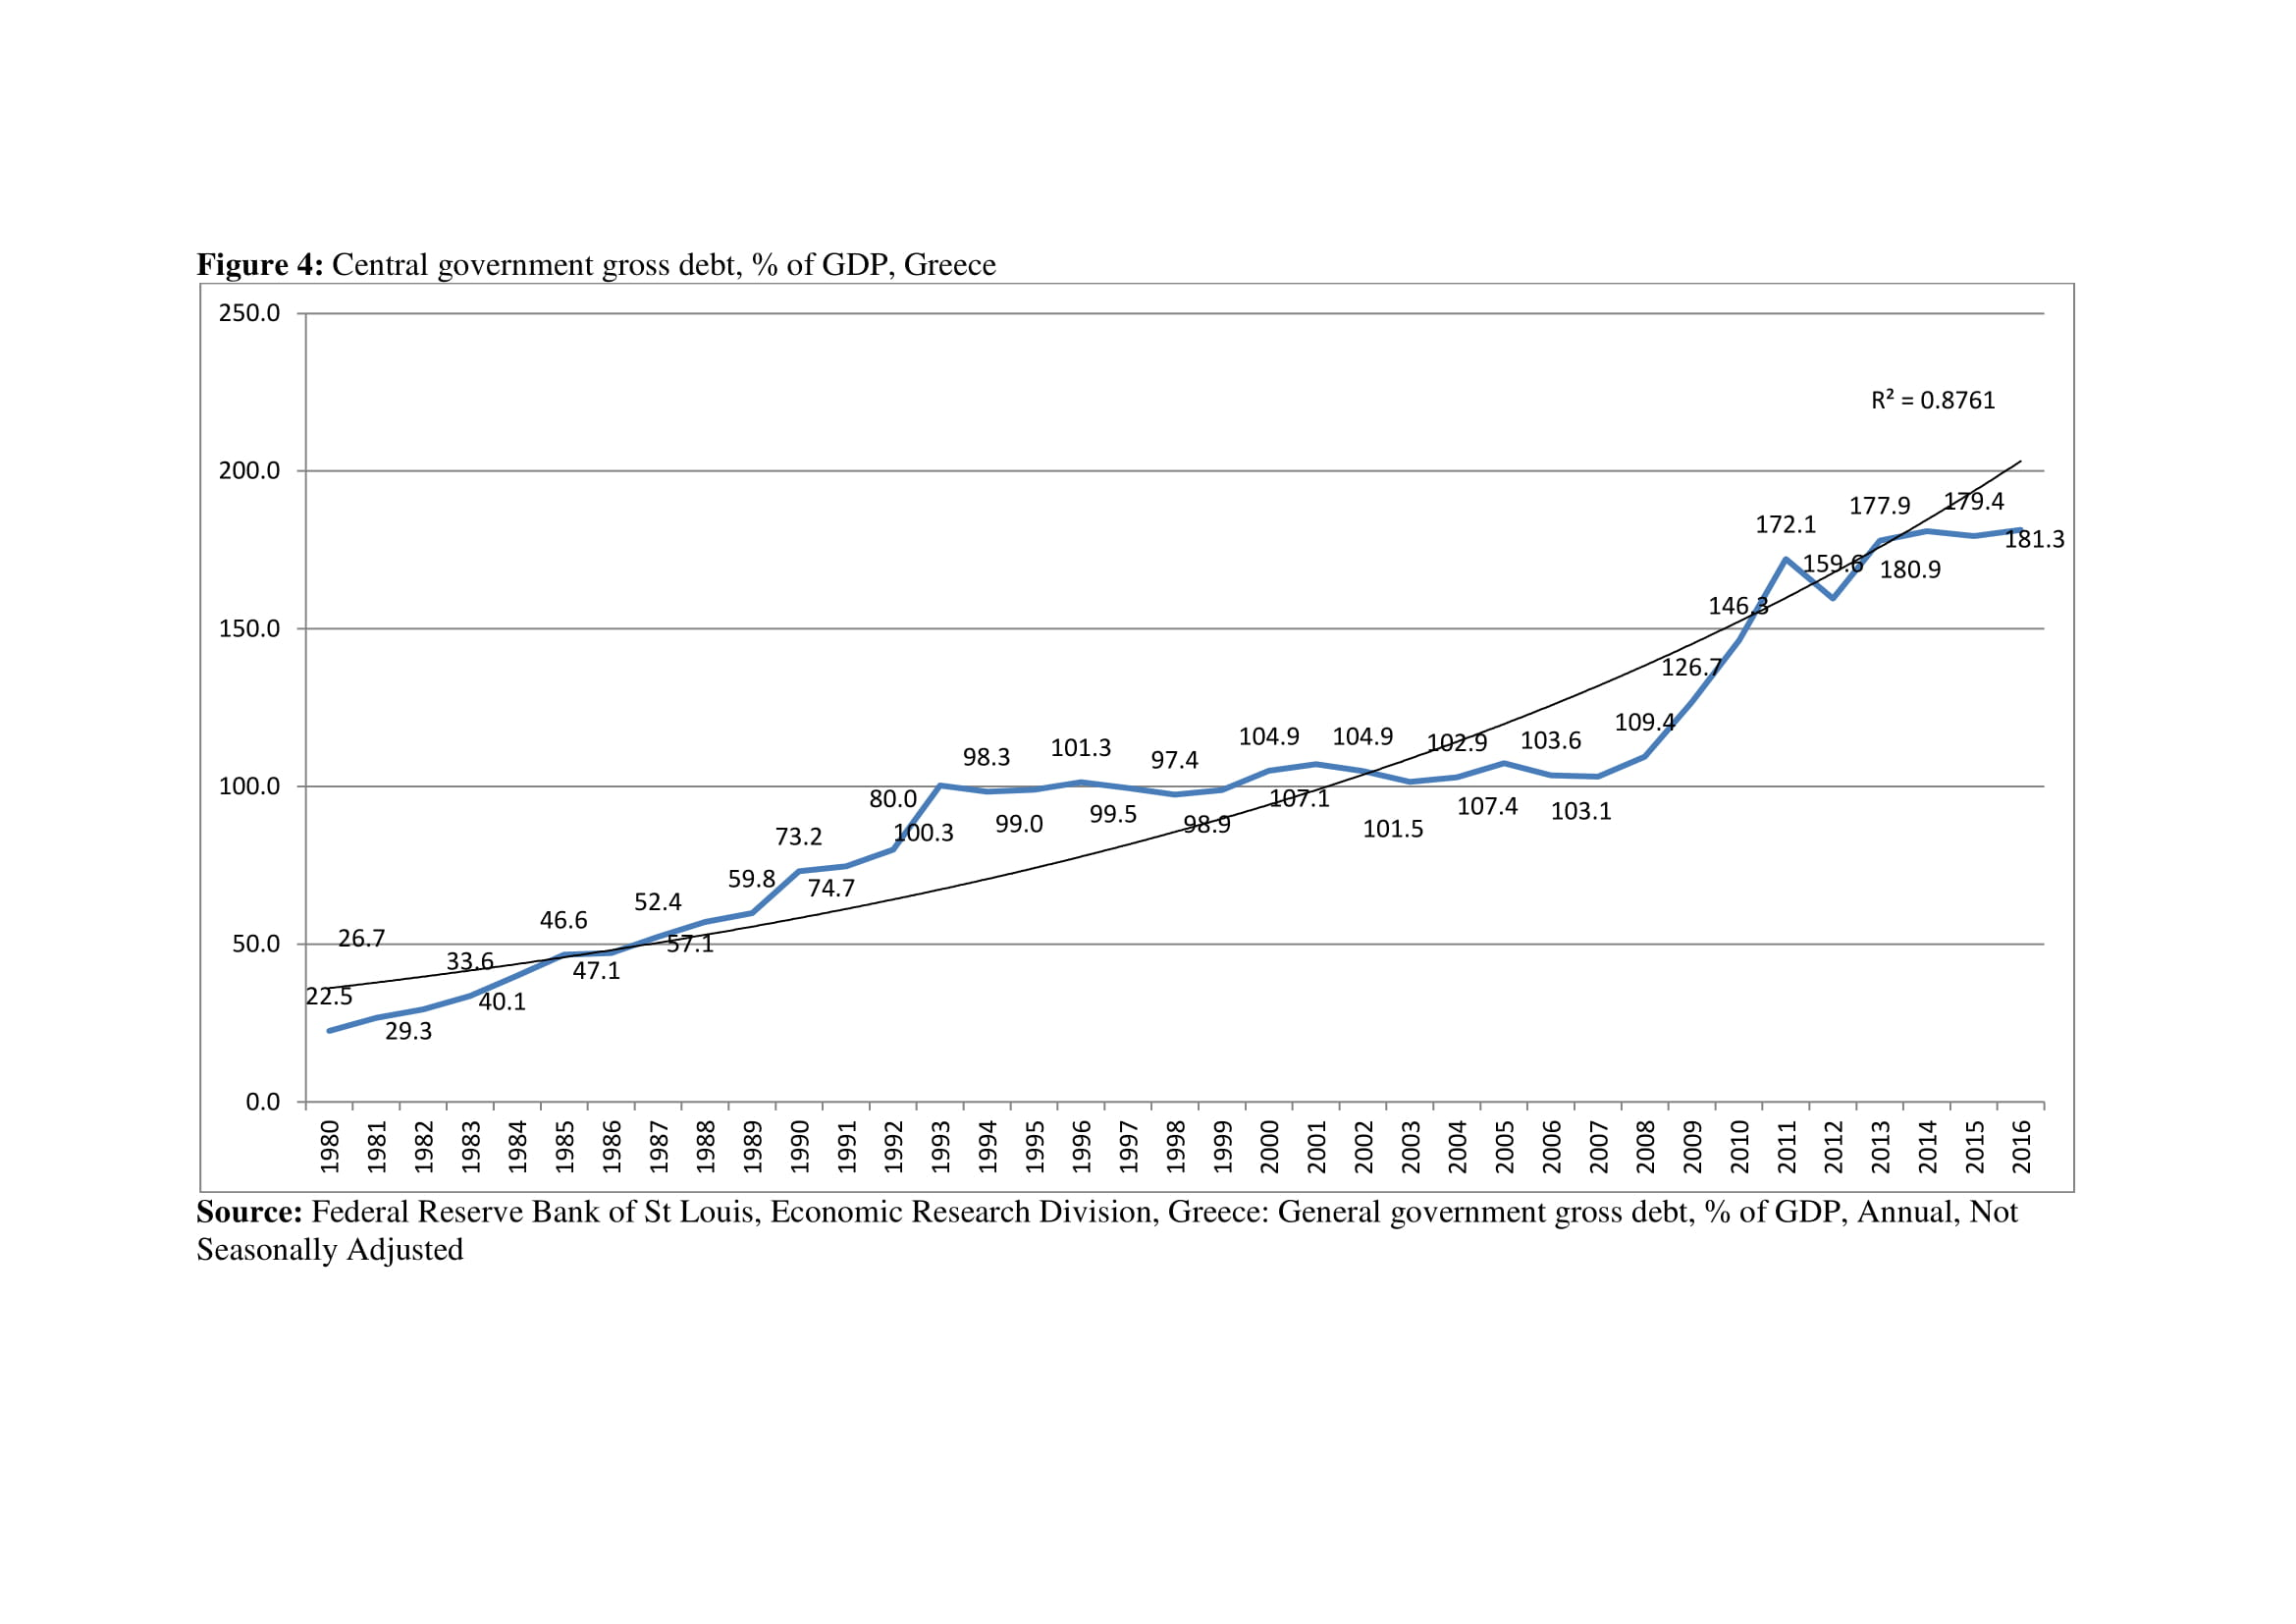 Figure 4: Central government gross debt, % of GDP, Greece
250.0
R² = 0.8761
200.0
177.9 179.4
172.1
181.3
159.6 180.9
146.3
150.0
126.7
109.4
104.9 104.9 102.9 103.6
98.3 101.3 97.4
100.0
80.0 107.1 107.4 103.1
100.3 99.0 99.5 98.9 101.5
73.2
59.8 74.7
46.6 52.4
50.0 26.7 57.1
33.6 47.1
22.5 40.1
29.3
0.0
1980 1981 1982 1983 1984 1985 1986 1987 1988 1989 1990 1991 1992 1993 1994 1995 1996 1997 1998 1999 2000 2001 2002 2003 2004 2005 2006 2007 2008 2009 2010 2011 2012 2013 2014 2015 2016
Source: Federal Reserve Bank of St Louis, Economic Research Division, Greece: General government gross debt, % of GDP, Annual, Not
Seasonally Adjusted